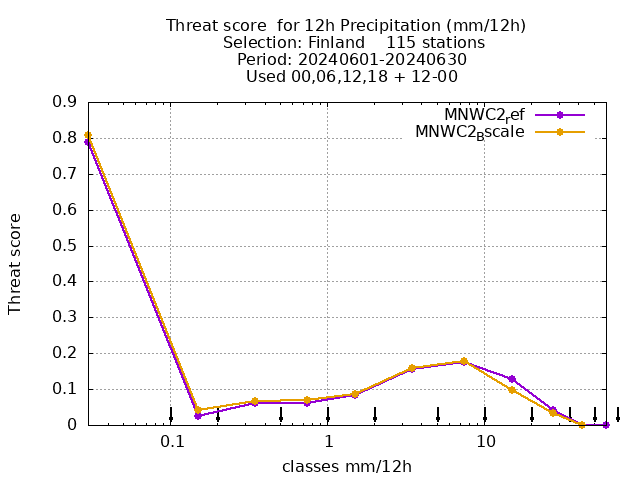 Threat score  for 12h Precipitation (mm/12h)
Selection: Finland    115 stations
Period: 20240601-20240630
Used 00,06,12,18 + 12-00
MNWC2ref
MNWC2Bscale
0.9
0.8
0.7
0.6
0.5
0.4
0.3
0.2
0.1
0
Threat score
0.1
1
10
classes mm/12h